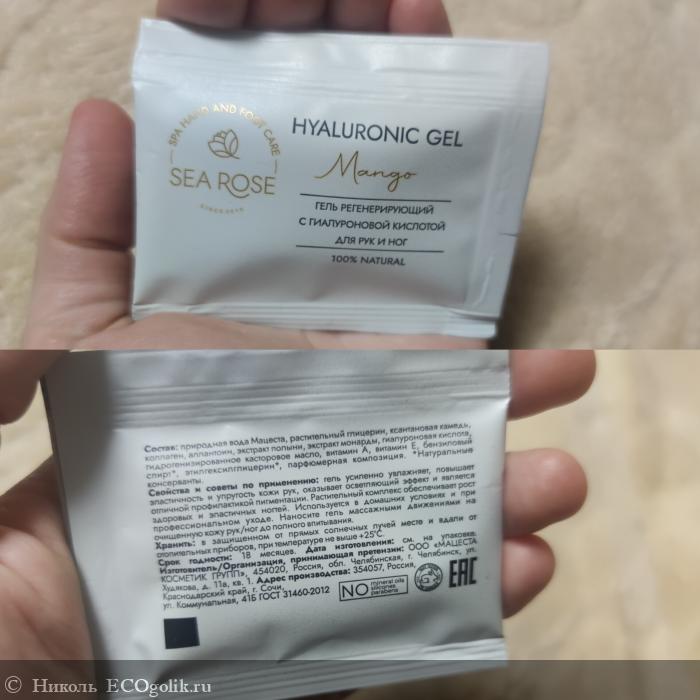 SPA HAND AND FOOT CARE
SEA ROSE
HYALURONIC GEL
Mango
ГЕЛЬ РЕГЕНЕРИРУЮЩИЙ
С ГИАЛУРОНОВОЙ КИСЛОТОЙ
ДЛЯ РУК И НОГ
100% NATURAL
Состав: природная вода Мацеста, растительный глицерин, ксантановая камедь,
коллаген, аллантоин, экстракт полыни, экстракт монарды, гиалуроновая кислота,
гидрогенизированное касторовое масло, витамин А, витамин Е, бензиловый
спирт*, этилгексилглицерин*, парфюмерная композиция. *Натуральные
консерванты.
Свойства и советы по применению: гель усиленно увлажняет, повышает
эластичность и упругость кожи рук, оказывает осветляющий эффект и является
отличной профилактикой пигментации. Растительный комплекс обеспечивает рост
здоровых и эластичных ногтей. Используется в домашних условиях и при
профессиональном уходе. Наносите гель массажными движениями на
очищенную кожу рук/ног до полного впитывания.
Хранить: в защищенном от прямых солнечных лучей месте и вдали от
отопительных приборов, при температуре не выше +25°С.
Срок годности: 18 месяцев. Дата изготовления: см. на упаковке.
Изготовитель/Организация, принимающая претензии: ООО «МАЦЕСТА
КОСМЕТИК ГРУПП», 454020, Россия, обл. Челябинская, г. Челябинск, ул.
Худякова, д. 11а, кв. 1. Адрес производства: 354057, Россия,
Краснодарский край, г. Сочи,
ул. Коммунальная, 41Б ГОСТ 31460-2012
NO mineral oils
silicones
parabens
EAC
© Николь ECOgolik.ru